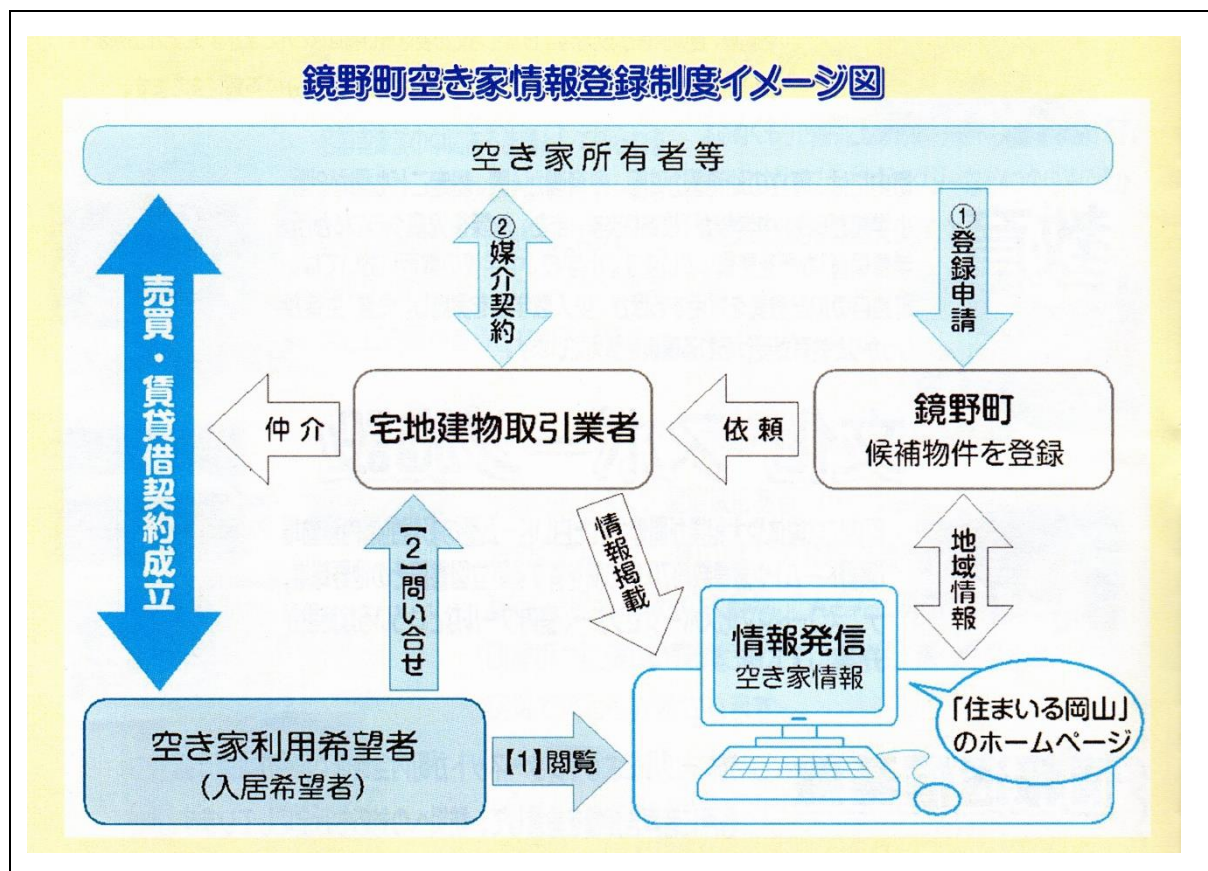 鏡野町空き家情報登録制度イメージ図
空き家所有者等
①登録申請
②媒介契約
売買・賃貸借契約成立
仲介
宅地建物取引業者
依頼
鏡野町
候補物件を登録
【2】問い合せ
情報掲載
地域情報
情報発信
空き家情報
「住まいる岡山」
のホームページ
空き家利用希望者
(入居希望者)
【1】閲覧